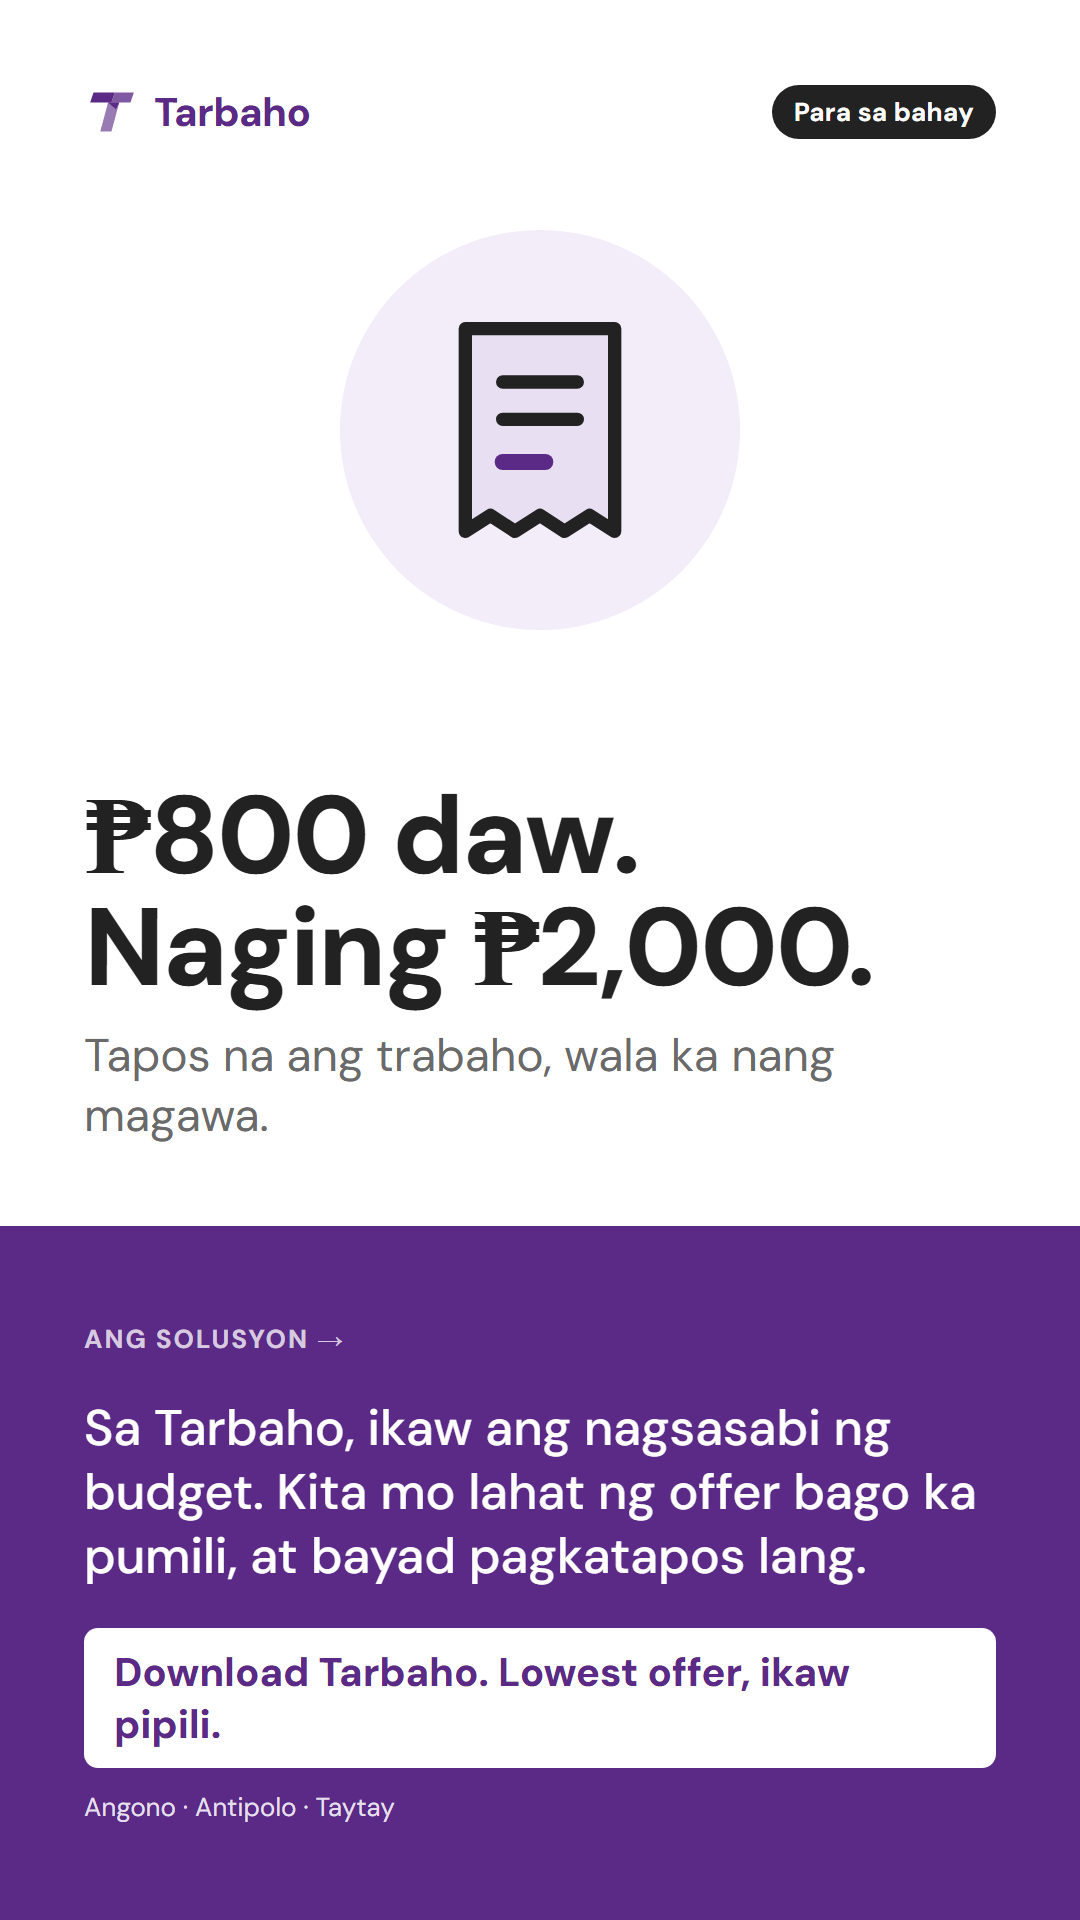 Tarbaho
Para sa bahay
₱800 daw.
Naging ₱2,000.
Tapos na ang trabaho, wala ka nang
magawa.
ANG SOLUSYON →
Sa Tarbaho, ikaw ang nagsasabi ng
budget. Kita mo lahat ng offer bago ka
pumili, at bayad pagkatapos lang.
Download Tarbaho. Lowest offer, ikaw
pipili.
Angono · Antipolo · Taytay